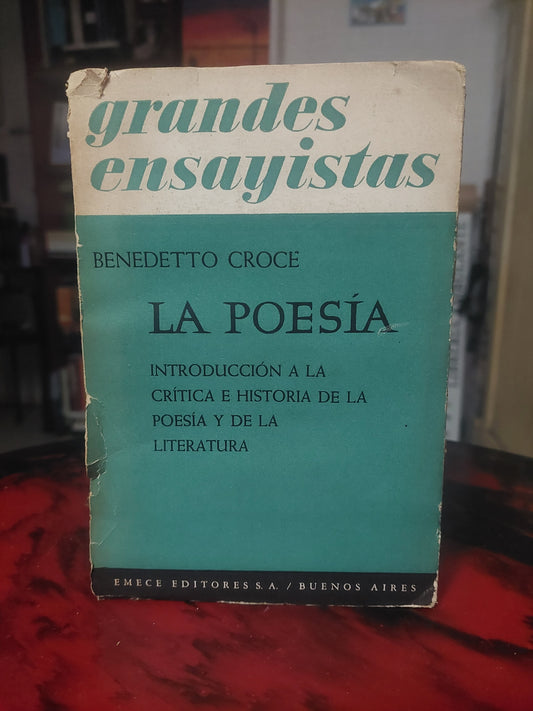 grandes
ensayistas
BENEDETTO CROCE
LA POESÍA
INTRODUCCIÓN A LA
CRÍTICA E HISTORIA DE LA
POESÍA Y DE LA
LITERATURA
EMECE EDITORES S.A. / BUENOS AIRES